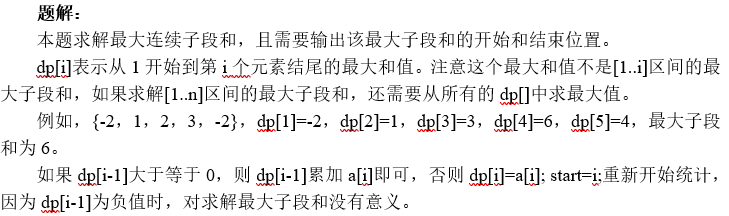 题解：
本题求解最大连续子段和，且需要输出该最大子段和的开始和结束位置。
dp[i]表示从 1 开始到第 i 个元素结尾的最大和值。注意这个最大和值不是[1..i]区间的最
大子段和，如果求解[1..n]区间的最大子段和，还需要从所有的 dp[]中求最大值。
例如，{-2，1，2，3，-2}，dp[1]=-2，dp[2]=1，dp[3]=3，dp[4]=6，dp[5]=4，最大子段
和为 6。
如果 dp[i-1]大于等于 0，则 dp[i-1]累加 a[i]即可，否则 dp[i]=a[i]; start=i;重新开始统计，
因为 dp[i-1]为负值时，对求解最大子段和没有意义。